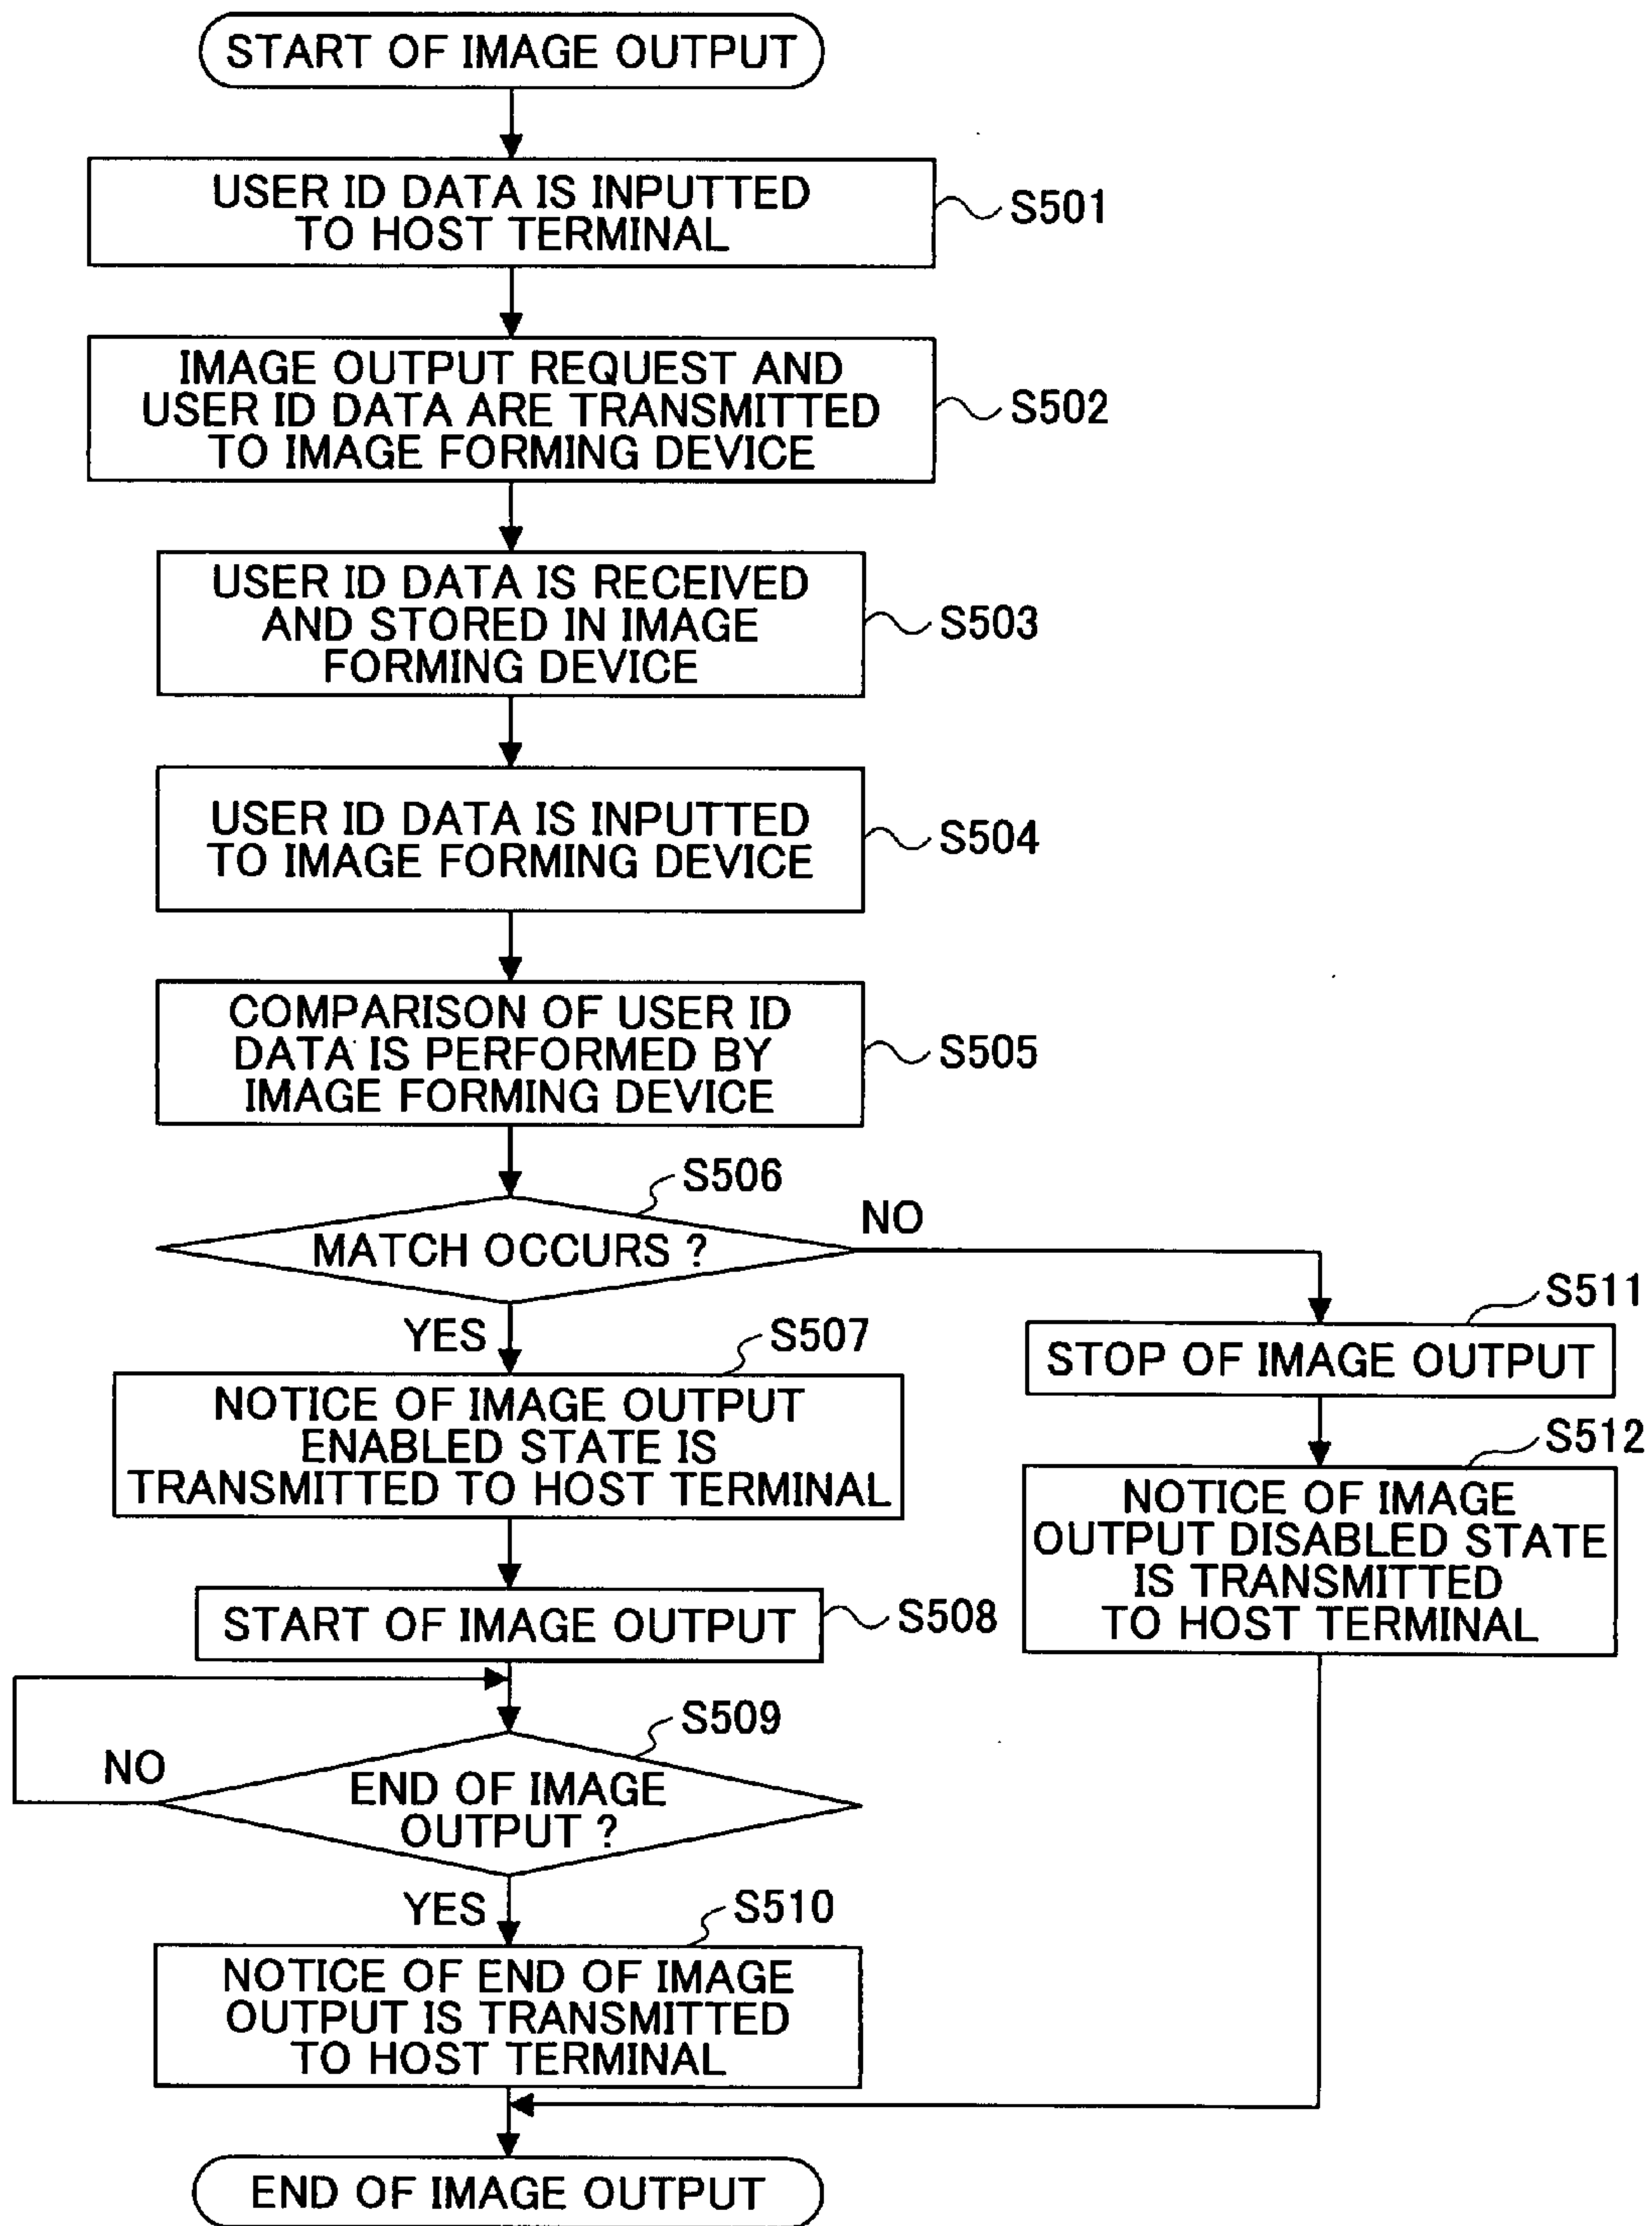 START OF IMAGE OUTPUT
USER ID DATA IS INPUTTED
TO HOST TERMINAL
S501
IMAGE OUTPUT REQUEST AND
USER ID DATA ARE TRANSMITTED
TO IMAGE FORMING DEVICE
S502
USER ID DATA IS RECEIVED
AND STORED IN IMAGE
FORMING DEVICE
S503
USER ID DATA IS INPUTTED
TO IMAGE FORMING DEVICE
S504
COMPARISON OF USER ID
DATA IS PERFORMED BY
IMAGE FORMING DEVICE
S505
S506
MATCH OCCURS ?
NO
YES
S507
NOTICE OF IMAGE OUTPUT
ENABLED STATE IS
TRANSMITTED TO HOST TERMINAL
S511
STOP OF IMAGE OUTPUT
S512
NOTICE OF IMAGE
OUTPUT DISABLED STATE
IS TRANSMITTED
TO HOST TERMINAL
START OF IMAGE OUTPUT
S508
S509
NO
END OF IMAGE
OUTPUT ?
YES
S510
NOTICE OF END OF IMAGE
OUTPUT IS TRANSMITTED
TO HOST TERMINAL
END OF IMAGE OUTPUT